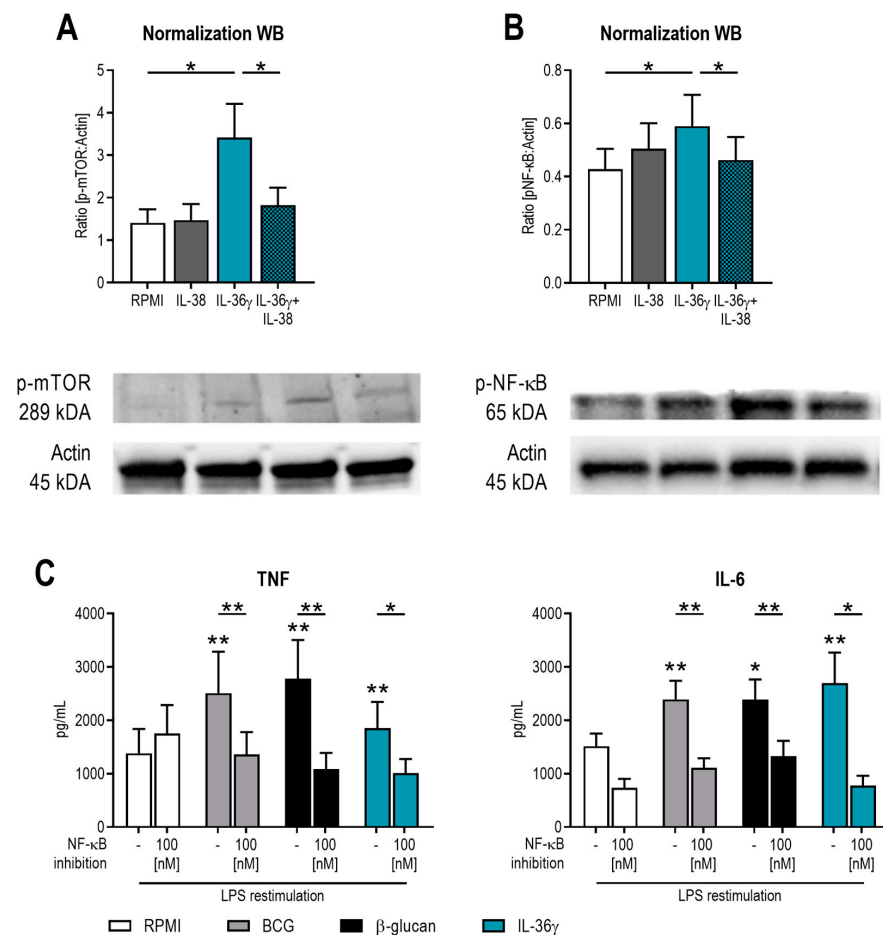 A
Normalization WB
*
*
5
4
3
2
1
0
Ratio [p-mTOR:Actin]
RPMI IL-38 IL-36γ IL-36γ+
IL-38
B
Normalization WB
*
*
0.8
0.6
0.4
0.2
0.0
Ratio [pNF-κB:Actin]
RPMI IL-38 IL-36γ IL-36γ+
IL-38
p-mTOR
289 kDA
Actin
45 kDA
p-NF-κB
65 kDA
Actin
45 kDA
C
TNF
4000
3000
2000
1000
0
pg/mL
** ** *
** ** **
NF-κB
inhibition
- 100 - 100 - 100 - 100
[nM] [nM] [nM] [nM]
LPS restimulation
IL-6
4000
3000
2000
1000
0
pg/mL
** ** *
** * **
NF-κB
inhibition
- 100 - 100 - 100 - 100
[nM] [nM] [nM] [nM]
LPS restimulation
RPMI BCG β-glucan IL-36γ